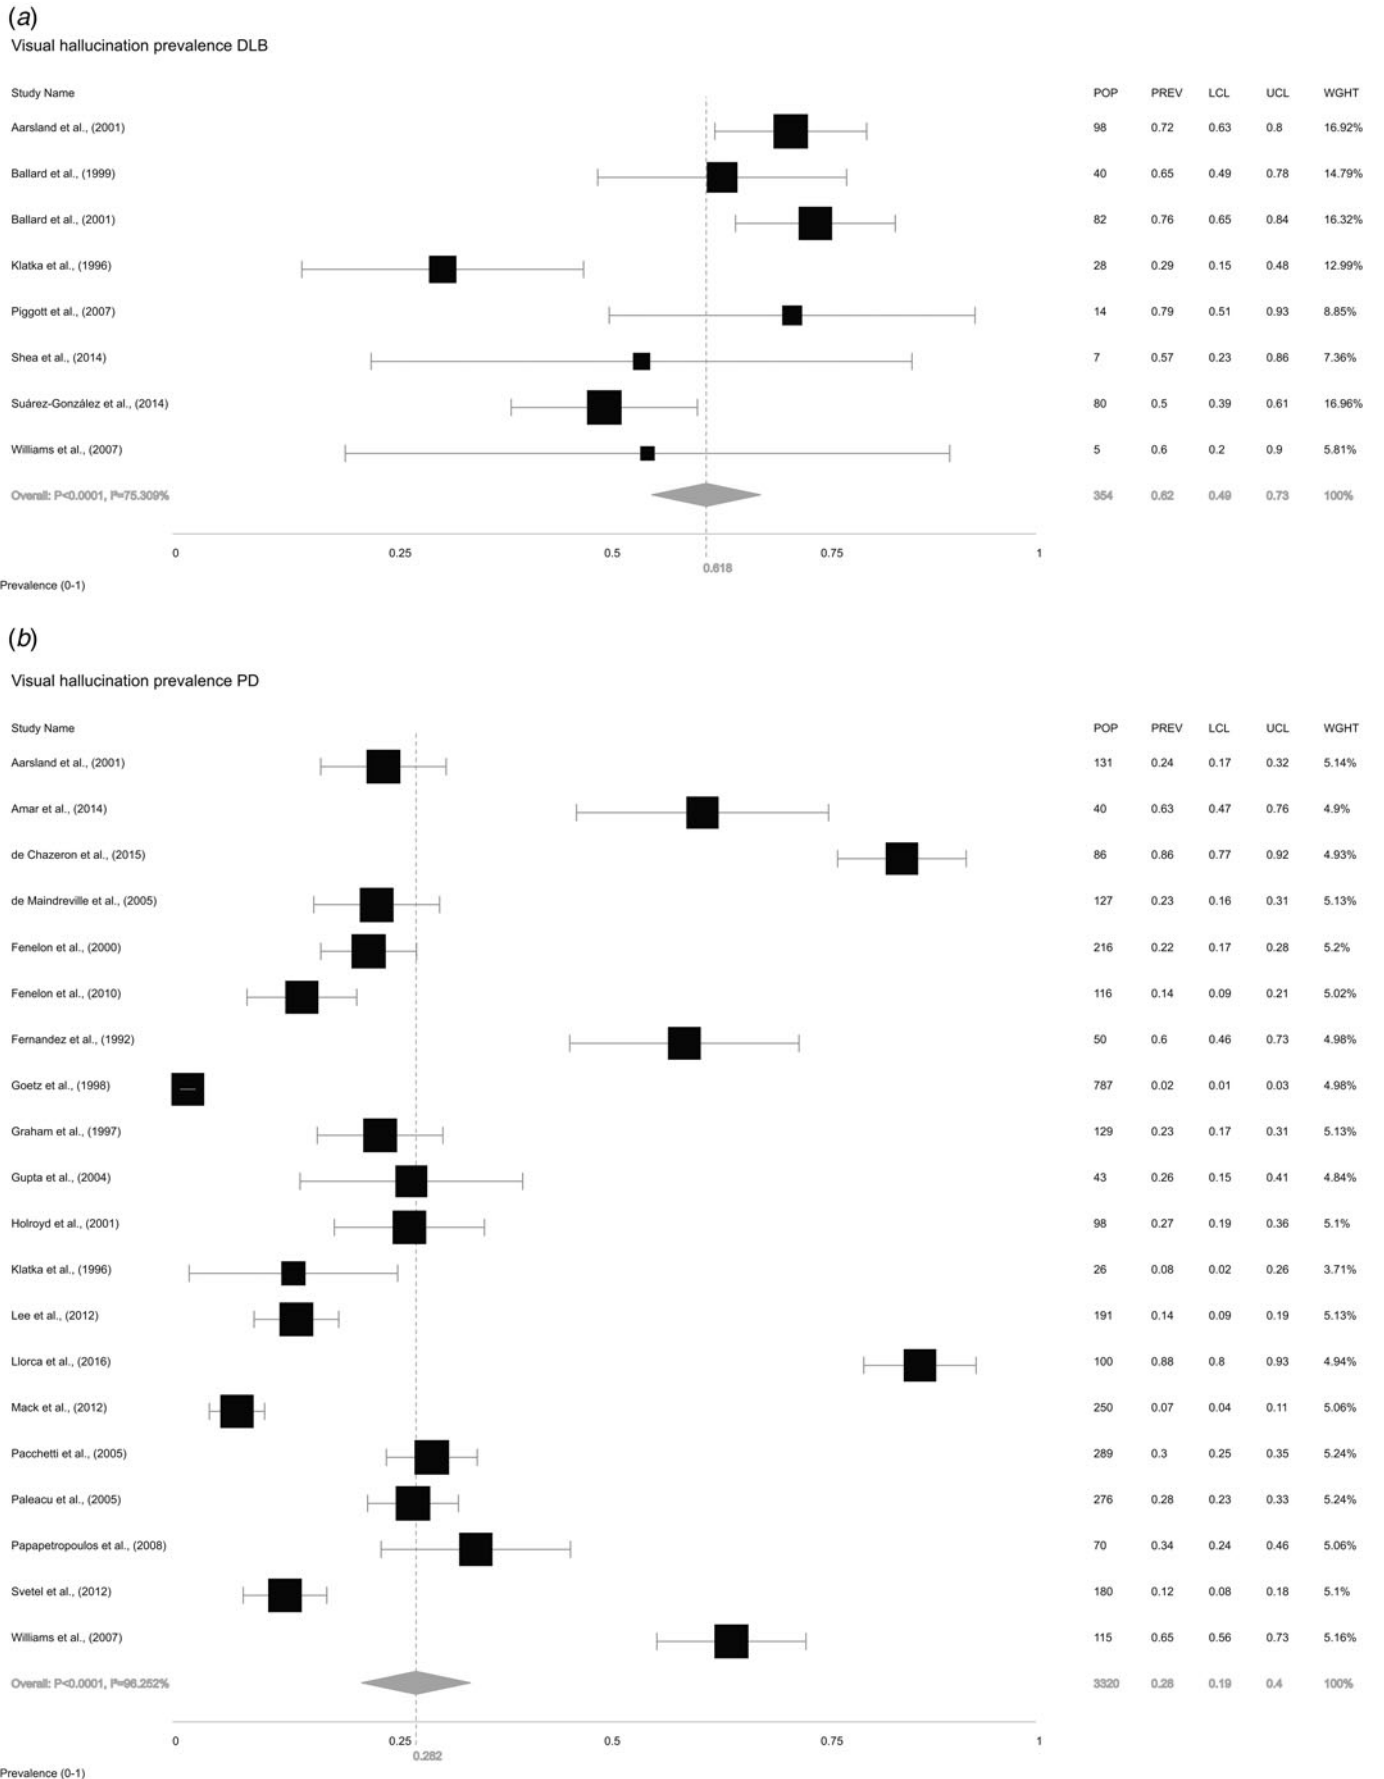 (a)
Visual hallucination prevalence DLB
Study Name POP PREV LCL UCL WGHT
Aarsland et al., (2001) 98 0.72 0.63 0.8 16.92%
Ballard et al., (1999) 40 0.65 0.49 0.78 14.79%
Ballard et al., (2001) 82 0.76 0.65 0.84 16.32%
Klatka et al., (1996) 28 0.29 0.15 0.48 12.99%
Piggott et al., (2007) 14 0.79 0.51 0.93 8.85%
Shea et al., (2014) 7 0.57 0.23 0.86 7.36%
Suárez-González et al., (2014) 80 0.5 0.39 0.61 16.96%
Williams et al., (2007) 5 0.6 0.2 0.9 5.81%
Overall: P<0.0001, I²=75.309% 354 0.62 0.49 0.73 100%
0 0.25 0.5 0.75 1
0.618
Prevalence (0-1)
(b)
Visual hallucination prevalence PD
Study Name POP PREV LCL UCL WGHT
Aarsland et al., (2001) 131 0.24 0.17 0.32 5.14%
Amar et al., (2014) 40 0.63 0.47 0.76 4.9%
de Chazeron et al., (2015) 86 0.86 0.77 0.92 4.93%
de Maindreville et al., (2005) 127 0.23 0.16 0.31 5.13%
Fenelon et al., (2000) 216 0.22 0.17 0.28 5.2%
Fenelon et al., (2010) 116 0.14 0.09 0.21 5.02%
Fernandez et al., (1992) 50 0.6 0.46 0.73 4.98%
Goetz et al., (1998) 787 0.02 0.01 0.03 4.98%
Graham et al., (1997) 129 0.23 0.17 0.31 5.13%
Gupta et al., (2004) 43 0.26 0.15 0.41 4.84%
Holroyd et al., (2001) 98 0.27 0.19 0.36 5.1%
Klatka et al., (1996) 26 0.08 0.02 0.26 3.71%
Lee et al., (2012) 191 0.14 0.09 0.19 5.13%
Llorca et al., (2016) 100 0.88 0.8 0.93 4.94%
Mack et al., (2012) 250 0.07 0.04 0.11 5.06%
Pacchetti et al., (2005) 289 0.3 0.25 0.35 5.24%
Paleacu et al., (2005) 276 0.28 0.23 0.33 5.24%
Papapetropoulos et al., (2008) 70 0.34 0.24 0.46 5.06%
Svetel et al., (2012) 180 0.12 0.08 0.18 5.1%
Williams et al., (2007) 115 0.65 0.56 0.73 5.16%
Overall: P<0.0001, I²=96.252% 3320 0.28 0.19 0.4 100%
0 0.25 0.5 0.75 1
0.282
Prevalence (0-1)